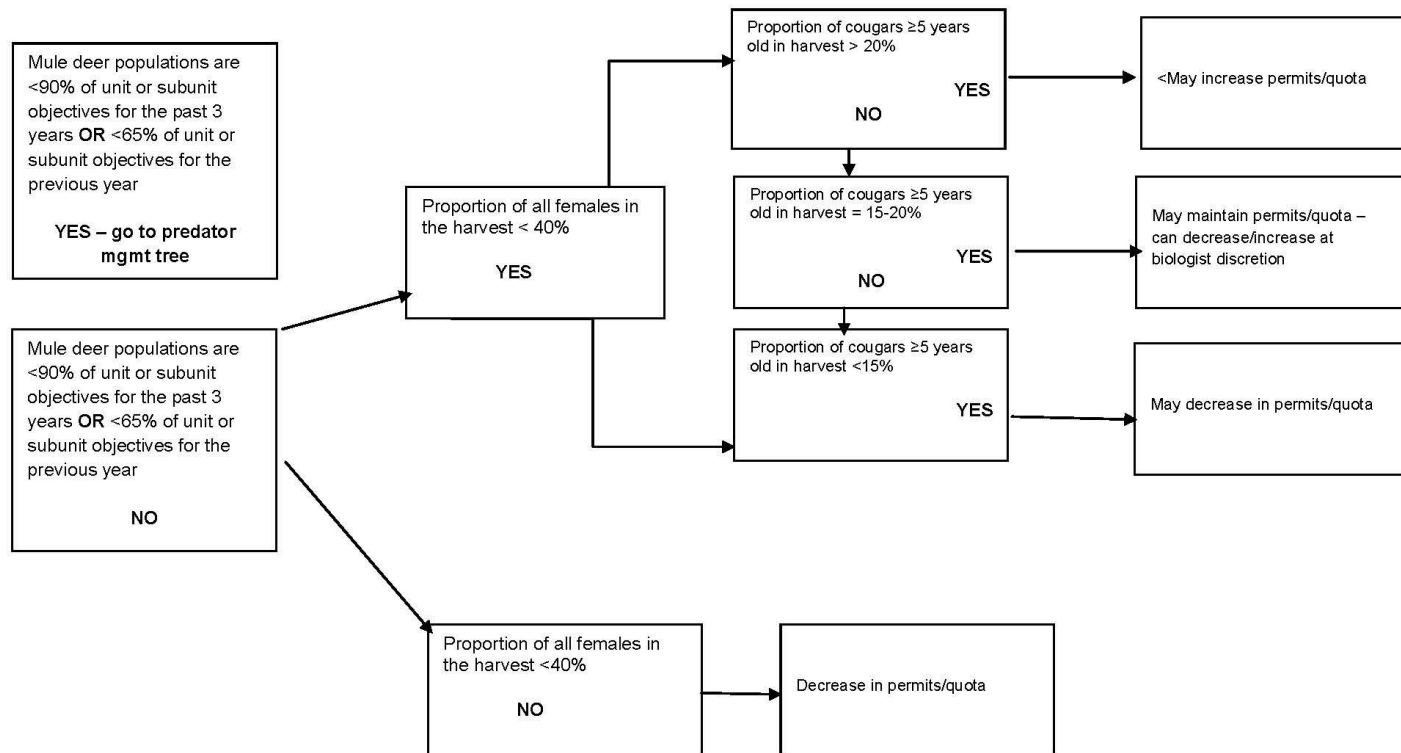 Mule deer populations are
<90% of unit or subunit
objectives for the past 3
years OR <65% of unit or
subunit objectives for the
previous year
YES – go to predator
mgmt tree
Mule deer populations are
<90% of unit or subunit
objectives for the past 3
years OR <65% of unit or
subunit objectives for the
previous year
NO
Proportion of all females in
the harvest < 40%
YES
Proportion of cougars ≥5 years
old in harvest > 20%
YES
NO
<May increase permits/quota
Proportion of cougars ≥5 years
old in harvest = 15-20%
YES
NO
May maintain permits/quota –
can decrease/increase at
biologist discretion
Proportion of cougars ≥5 years
old in harvest <15%
YES
May decrease in permits/quota
Proportion of all females in
the harvest <40%
NO
Decrease in permits/quota